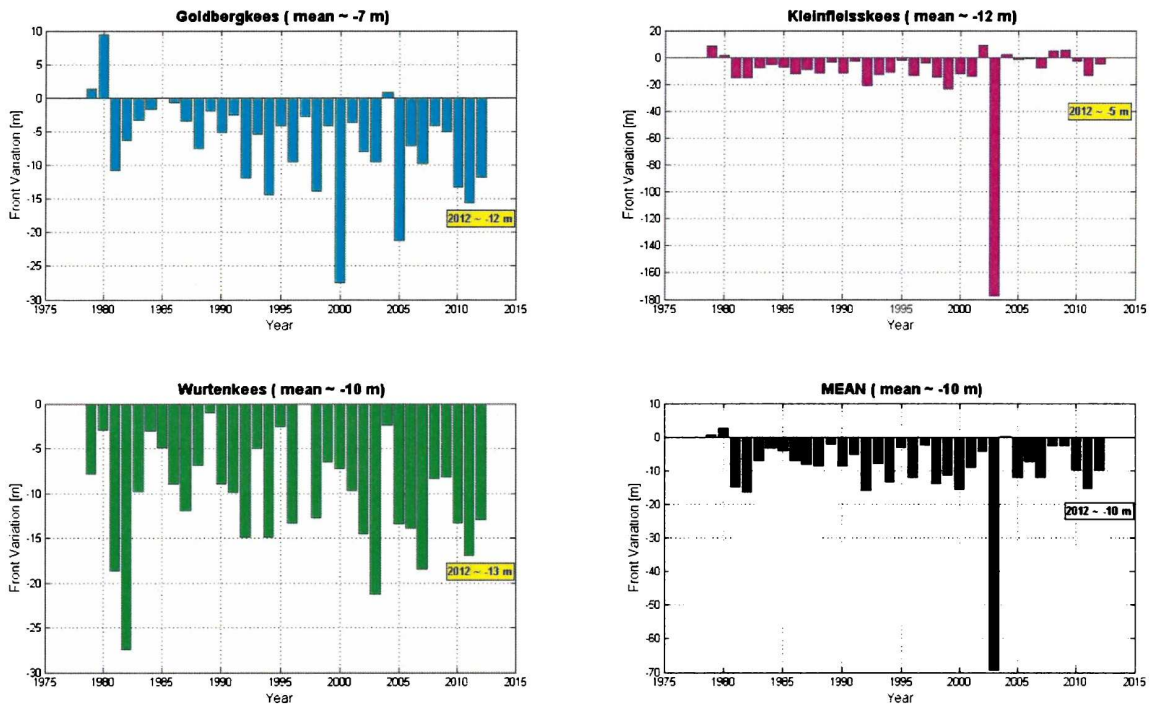 Goldbergkees ( mean ~ -7 m)
10
5
0
-5
-10
-15
-20
-25
-30
Front Variation [m]
2012 ~ -12 m
1975 1980 1985 1990 1995 2000 2005 2010 2015
Year
Kleinfleisskees ( mean ~ -12 m)
20
0
-20
-40
-60
-80
-100
-120
-140
-160
-180
Front Variation [m]
2012 ~ -5 m
1975 1980 1985 1990 1995 2000 2005 2010 2015
Year
Wurtenkees ( mean ~ -10 m)
0
-5
-10
-15
-20
-25
-30
Front Variation [m]
2012 ~ -13 m
1975 1980 1985 1990 1995 2000 2005 2010 2015
Year
MEAN ( mean ~ -10 m)
10
0
-10
-20
-30
-40
-50
-60
-70
Front Variation [m]
2012 ~ -10 m
1975 1980 1985 1990 1995 2000 2005 2010 2015
Year